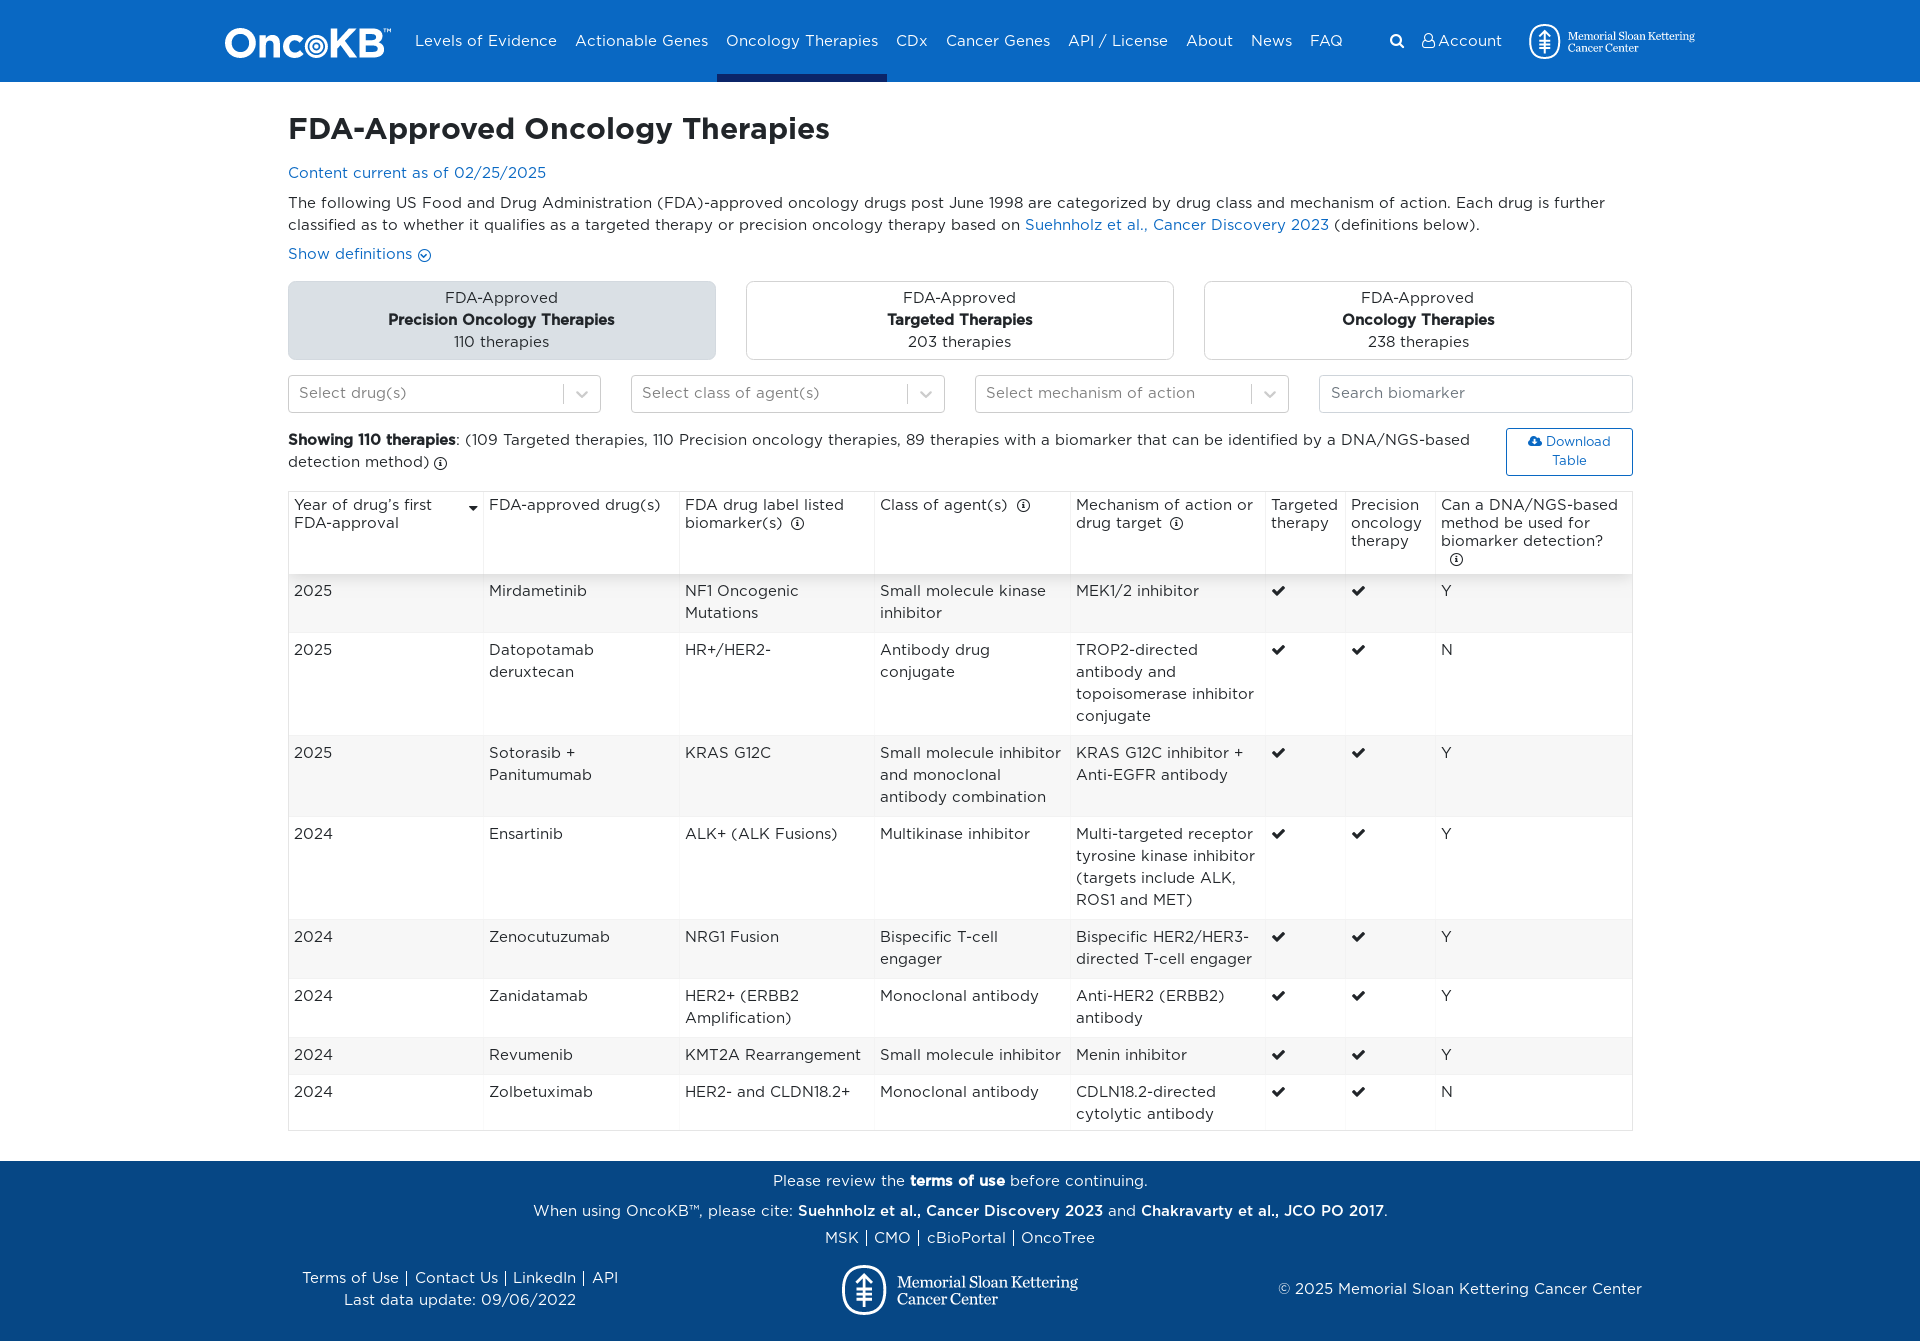 OncoKB™ Levels of Evidence Actionable Genes Oncology Therapies CDx Cancer Genes API / License About News FAQ Account Memorial Sloan Kettering
Cancer Center
FDA-Approved Oncology Therapies
Content current as of 02/25/2025
The following US Food and Drug Administration (FDA)-approved oncology drugs post June 1998 are categorized by drug class and mechanism of action. Each drug is further
classified as to whether it qualifies as a targeted therapy or precision oncology therapy based on Suehnholz et al., Cancer Discovery 2023 (definitions below).
Show definitions
FDA-Approved
Precision Oncology Therapies
110 therapies
FDA-Approved
Targeted Therapies
203 therapies
FDA-Approved
Oncology Therapies
238 therapies
Select drug(s) Select class of agent(s) Select mechanism of action Search biomarker
Showing 110 therapies: (109 Targeted therapies, 110 Precision oncology therapies, 89 therapies with a biomarker that can be identified by a DNA/NGS-based
detection method)
Download
Table
Year of drug's first
FDA-approval
FDA-approved drug(s)
FDA drug label listed
biomarker(s)
Class of agent(s)
Mechanism of action or
drug target
Targeted
therapy
Precision
oncology
therapy
Can a DNA/NGS-based
method be used for
biomarker detection?
2025
Mirdametinib
NF1 Oncogenic
Mutations
Small molecule kinase
inhibitor
MEK1/2 inhibitor
Y
2025
Datopotamab
deruxtecan
HR+/HER2-
Antibody drug
conjugate
TROP2-directed
antibody and
topoisomerase inhibitor
conjugate
N
2025
Sotorasib +
Panitumumab
KRAS G12C
Small molecule inhibitor
and monoclonal
antibody combination
KRAS G12C inhibitor +
Anti-EGFR antibody
Y
2024
Ensartinib
ALK+ (ALK Fusions)
Multikinase inhibitor
Multi-targeted receptor
tyrosine kinase inhibitor
(targets include ALK,
ROS1 and MET)
Y
2024
Zenocutuzumab
NRG1 Fusion
Bispecific T-cell
engager
Bispecific HER2/HER3-
directed T-cell engager
Y
2024
Zanidatamab
HER2+ (ERBB2
Amplification)
Monoclonal antibody
Anti-HER2 (ERBB2)
antibody
Y
2024
Revumenib
KMT2A Rearrangement
Small molecule inhibitor
Menin inhibitor
Y
2024
Zolbetuximab
HER2- and CLDN18.2+
Monoclonal antibody
CDLN18.2-directed
cytolytic antibody
N
Please review the terms of use before continuing.
When using OncoKB™, please cite: Suehnholz et al., Cancer Discovery 2023 and Chakravarty et al., JCO PO 2017.
MSK | CMO | cBioPortal | OncoTree
Terms of Use | Contact Us | LinkedIn | API
Last data update: 09/06/2022
Memorial Sloan Kettering
Cancer Center
© 2025 Memorial Sloan Kettering Cancer Center